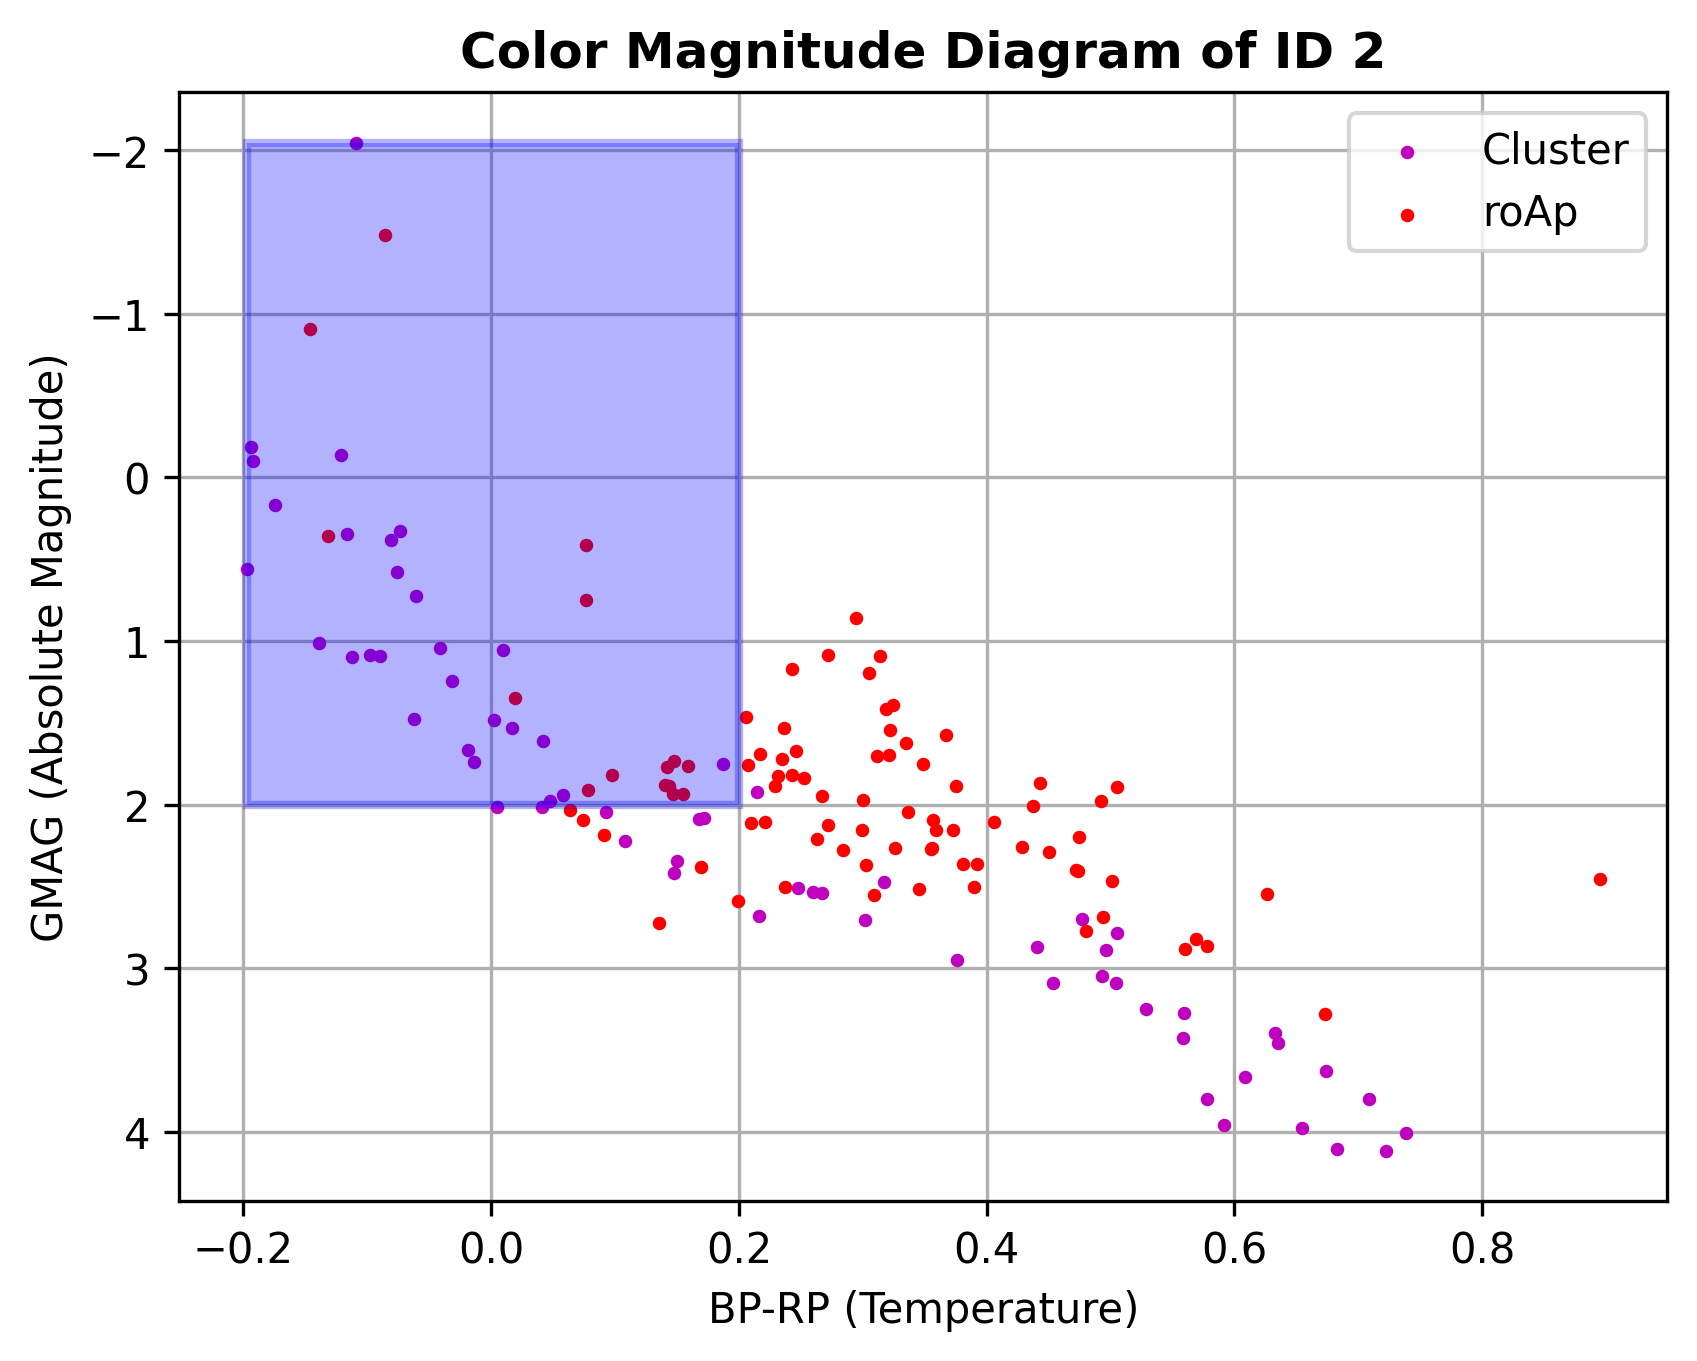 Color Magnitude Diagram of ID 2
Cluster
roAp
GMAG (Absolute Magnitude)
−2
−1
0
1
2
3
4
−0.2 0.0 0.2 0.4 0.6 0.8
BP-RP (Temperature)